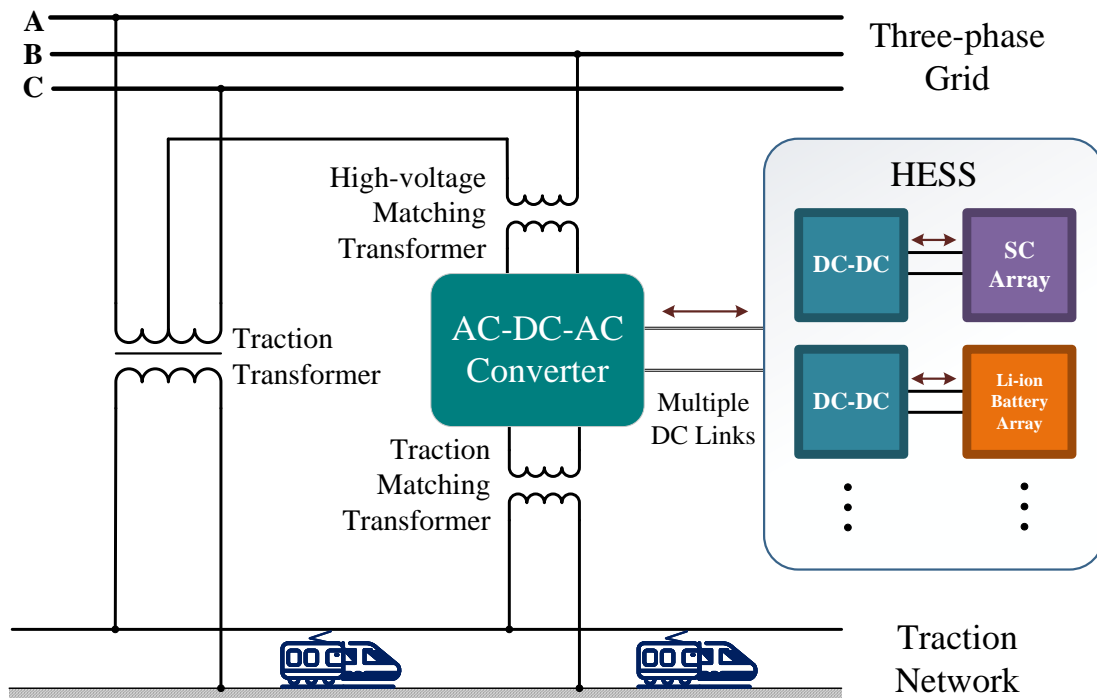 A
B
C
Three-phase
Grid
High-voltage
Matching
Transformer
HESS
DC-DC
SC
Array
AC-DC-AC
Converter
Traction
Transformer
DC-DC
Li-ion
Battery
Array
Multiple
DC Links
Traction
Matching
Transformer
Traction
Network